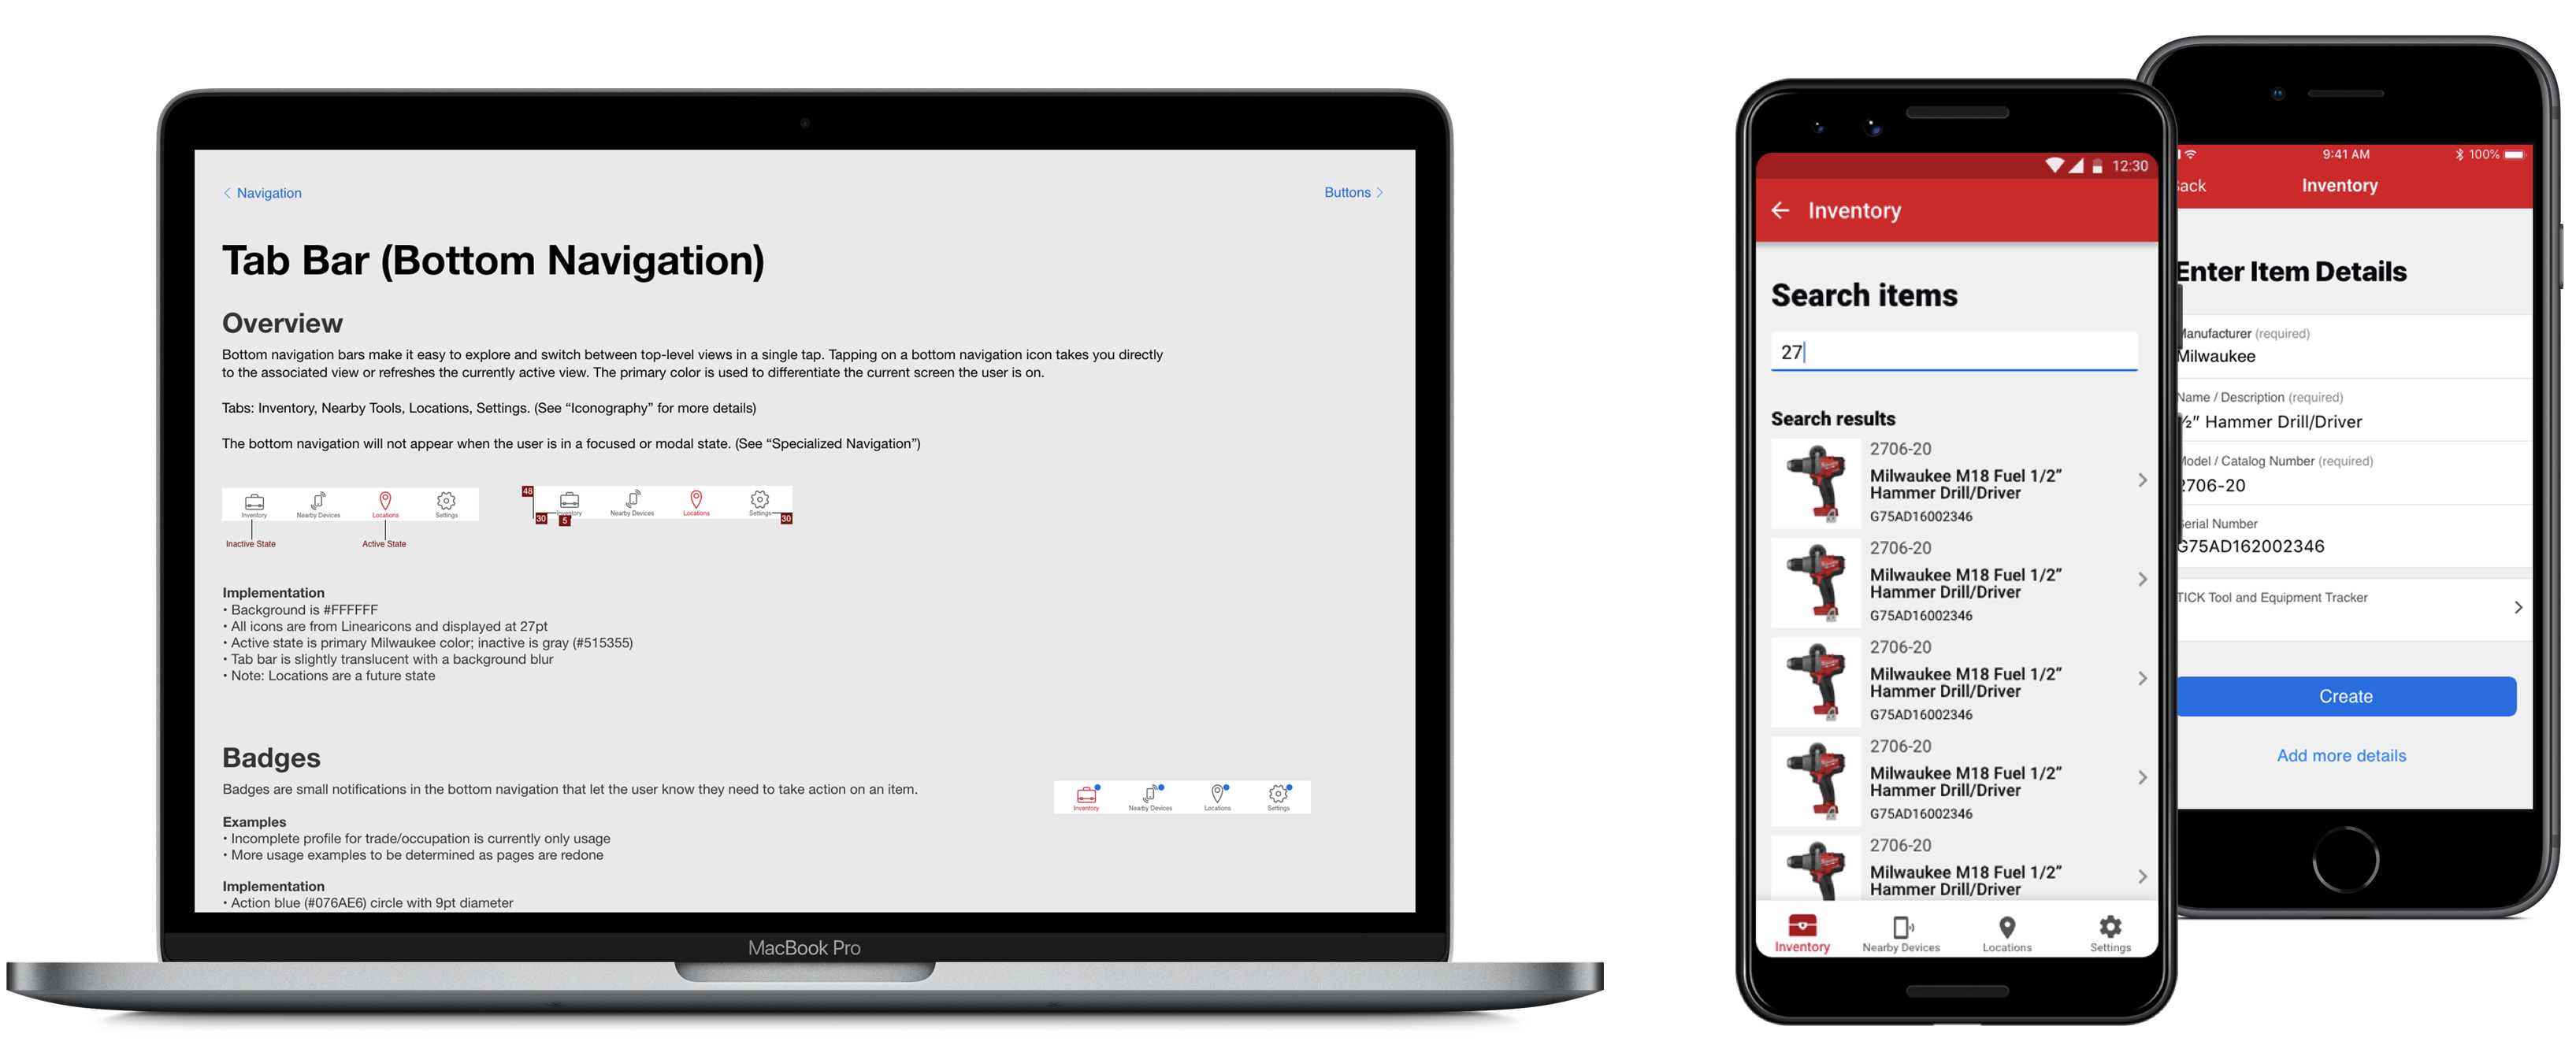 Navigation
Buttons
Tab Bar (Bottom Navigation)
Overview
Bottom navigation bars make it easy to explore and switch between top-level views in a single tap. Tapping on a bottom navigation icon takes you directly
to the associated view or refreshes the currently active view. The primary color is used to differentiate the current screen the user is on.
Tabs: Inventory, Nearby Tools, Locations, Settings. (See “Iconography” for more details)
The bottom navigation will not appear when the user is in a focused or modal state. (See “Specialized Navigation”)
Inventory Nearby Devices Locations Settings
Inactive State Active State
48
Inventory Nearby Devices Locations Settings
30 5 30
Implementation
• Background is #FFFFFF
• All icons are from Linearicons and displayed at 27pt
• Active state is primary Milwaukee color; inactive is gray (#515355)
• Tab bar is slightly translucent with a background blur
• Note: Locations are a future state
Badges
Badges are small notifications in the bottom navigation that let the user know they need to take action on an item.
Inventory Nearby Devices Locations Settings
Examples
• Incomplete profile for trade/occupation is currently only usage
• More usage examples to be determined as pages are redone
Implementation
• Action blue (#076AE6) circle with 9pt diameter
MacBook Pro
12:30
Inventory
Search items
27
Search results
2706-20
Milwaukee M18 Fuel 1/2”
Hammer Drill/Driver
G75AD16002346
2706-20
Milwaukee M18 Fuel 1/2”
Hammer Drill/Driver
G75AD16002346
2706-20
Milwaukee M18 Fuel 1/2”
Hammer Drill/Driver
G75AD16002346
2706-20
Milwaukee M18 Fuel 1/2”
Hammer Drill/Driver
G75AD16002346
2706-20
Milwaukee M18 Fuel 1/2”
Hammer Drill/Driver
Inventory Nearby Devices Locations Settings
9:41 AM 100%
Back Inventory
Enter Item Details
Manufacturer (required)
Milwaukee
Name / Description (required)
½” Hammer Drill/Driver
Model / Catalog Number (required)
2706-20
Serial Number
G75AD162002346
TICK Tool and Equipment Tracker
Create
Add more details